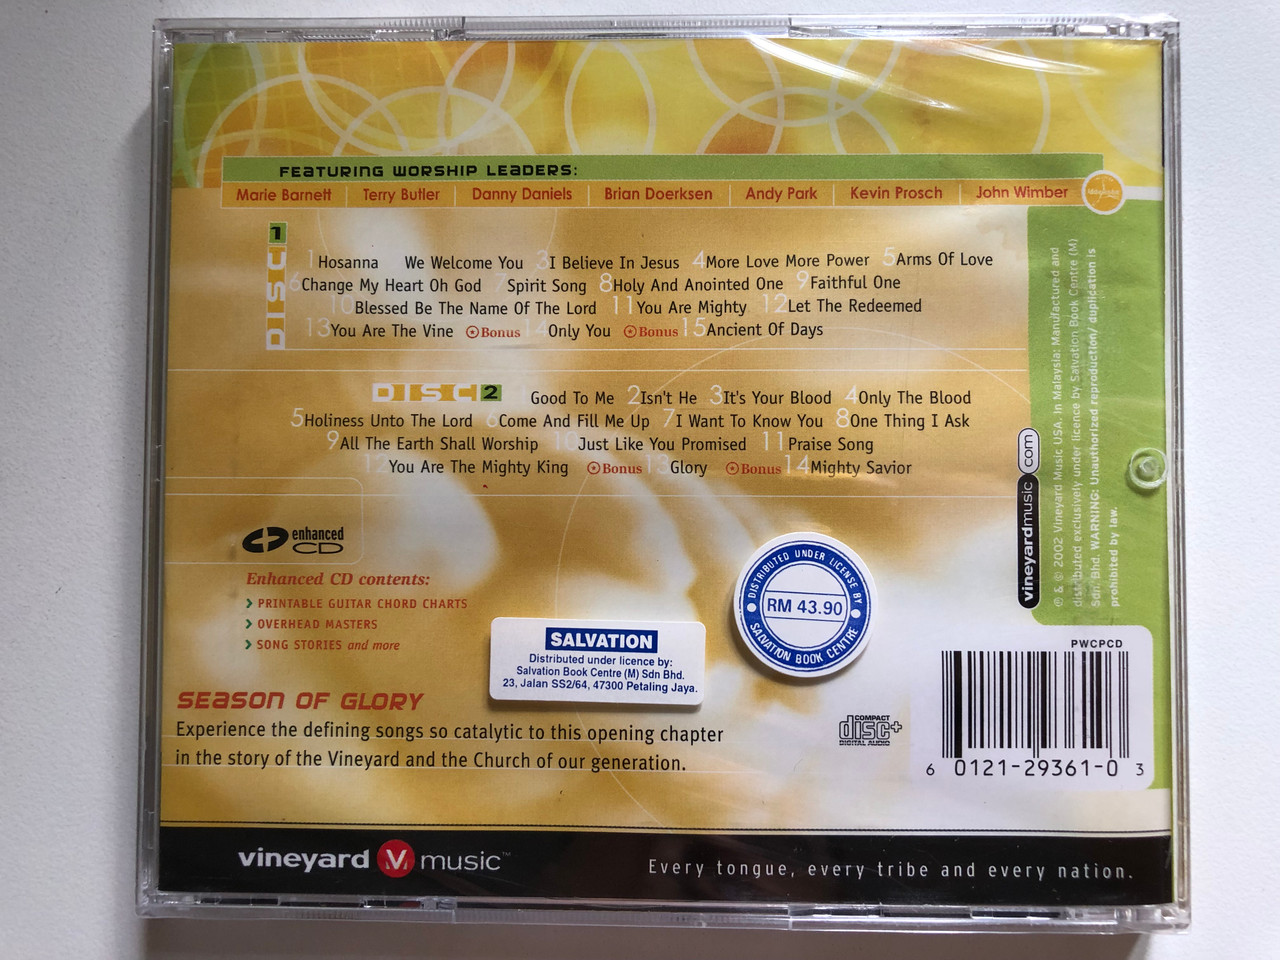 FEATURING WORSHIP LEADERS:
Marie Barnett Terry Butler Danny Daniels Brian Doerksen Andy Park Kevin Prosch John Wimber
DISC 1
1 Hosanna We Welcome You 3 I Believe In Jesus 4 More Love More Power 5 Arms Of Love
6 Change My Heart Oh God 7 Spirit Song 8 Holy And Anointed One 9 Faithful One
10 Blessed Be The Name Of The Lord 11 You Are Mighty 12 Let The Redeemed
13 You Are The Vine Bonus 14 Only You Bonus 15 Ancient Of Days
DISC 2
Good To Me 2 Isn't He 3 It's Your Blood 4 Only The Blood
5 Holiness Unto The Lord 6 Come And Fill Me Up 7 I Want To Know You 8 One Thing I Ask
9 All The Earth Shall Worship 10 Just Like You Promised 11 Praise Song
12 You Are The Mighty King Bonus 13 Glory Bonus 14 Mighty Savior
vineyardmusic.com
℗ & © 2002 Vineyard Music USA. In Malaysia: Manufactured and
distributed exclusively under licence by Salvation Book Centre (M)
Sdn. Bhd. WARNING: Unauthorized reproduction/ duplication is
prohibited by law.
enhanced
CD
Enhanced CD contents:
> PRINTABLE GUITAR CHORD CHARTS
> OVERHEAD MASTERS
> SONG STORIES and more
SALVATION
Distributed under licence by:
Salvation Book Centre (M) Sdn Bhd.
23, Jalan SS2/64, 47300 Petaling Jaya.
DISTRIBUTED UNDER LICENSE BY
RM 43.90
SALVATION BOOK CENTRE
SEASON OF GLORY
Experience the defining songs so catalytic to this opening chapter
in the story of the Vineyard and the Church of our generation.
COMPACT
disc+
DIGITAL AUDIO
PWCPCD
6 0121-29361-0 3
vineyard V music™
Every tongue, every tribe and every nation.